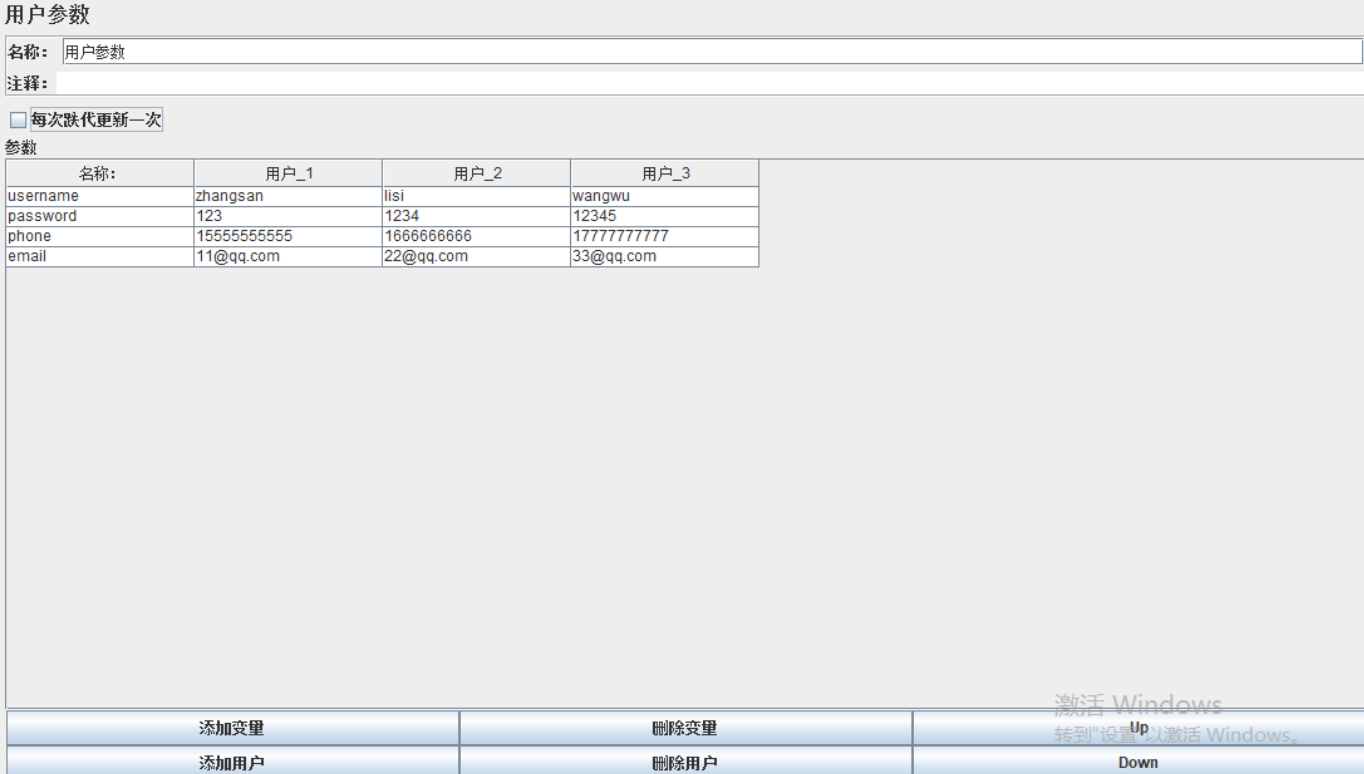 用户参数
名称: 用户参数
注释:
每次跌代更新一次
参数
名称: 用户_1 用户_2 用户_3
username zhangsan lisi wangwu
password 123 1234 12345
phone 15555555555 1666666666 17777777777
email 11@qq.com 22@qq.com 33@qq.com
激活 Windows
转到"设置"以激活 Windows。
添加变量 删除变量 Up
添加用户 删除用户 Down